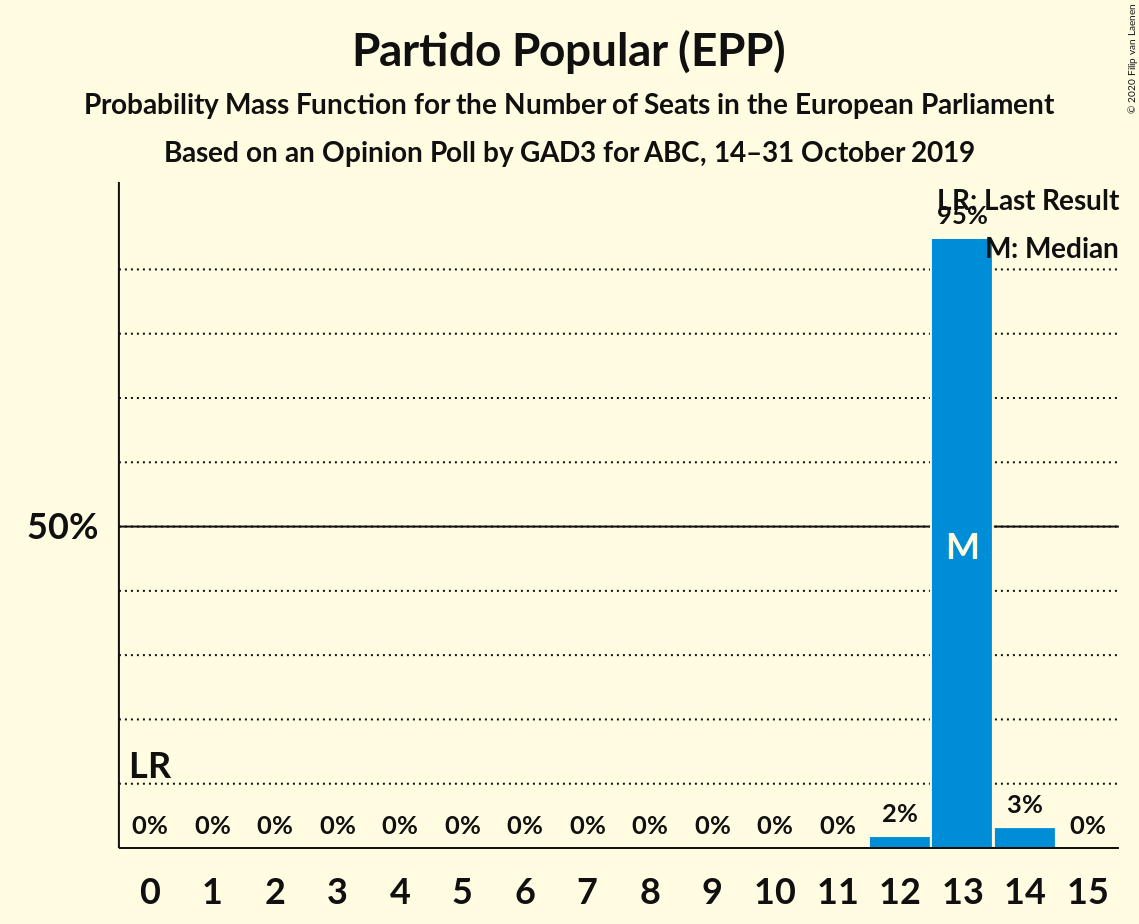 Partido Popular (EPP)
Probability Mass Function for the Number of Seats in the European Parliament
Based on an Opinion Poll by GAD3 for ABC, 14–31 October 2019
© 2020 Filip van Laenen
LR: Last Result
95%
M: Median
50%
M
LR
0% 0% 0% 0% 0% 0% 0% 0% 0% 0% 0% 0% 2% 3% 0%
0 1 2 3 4 5 6 7 8 9 10 11 12 13 14 15